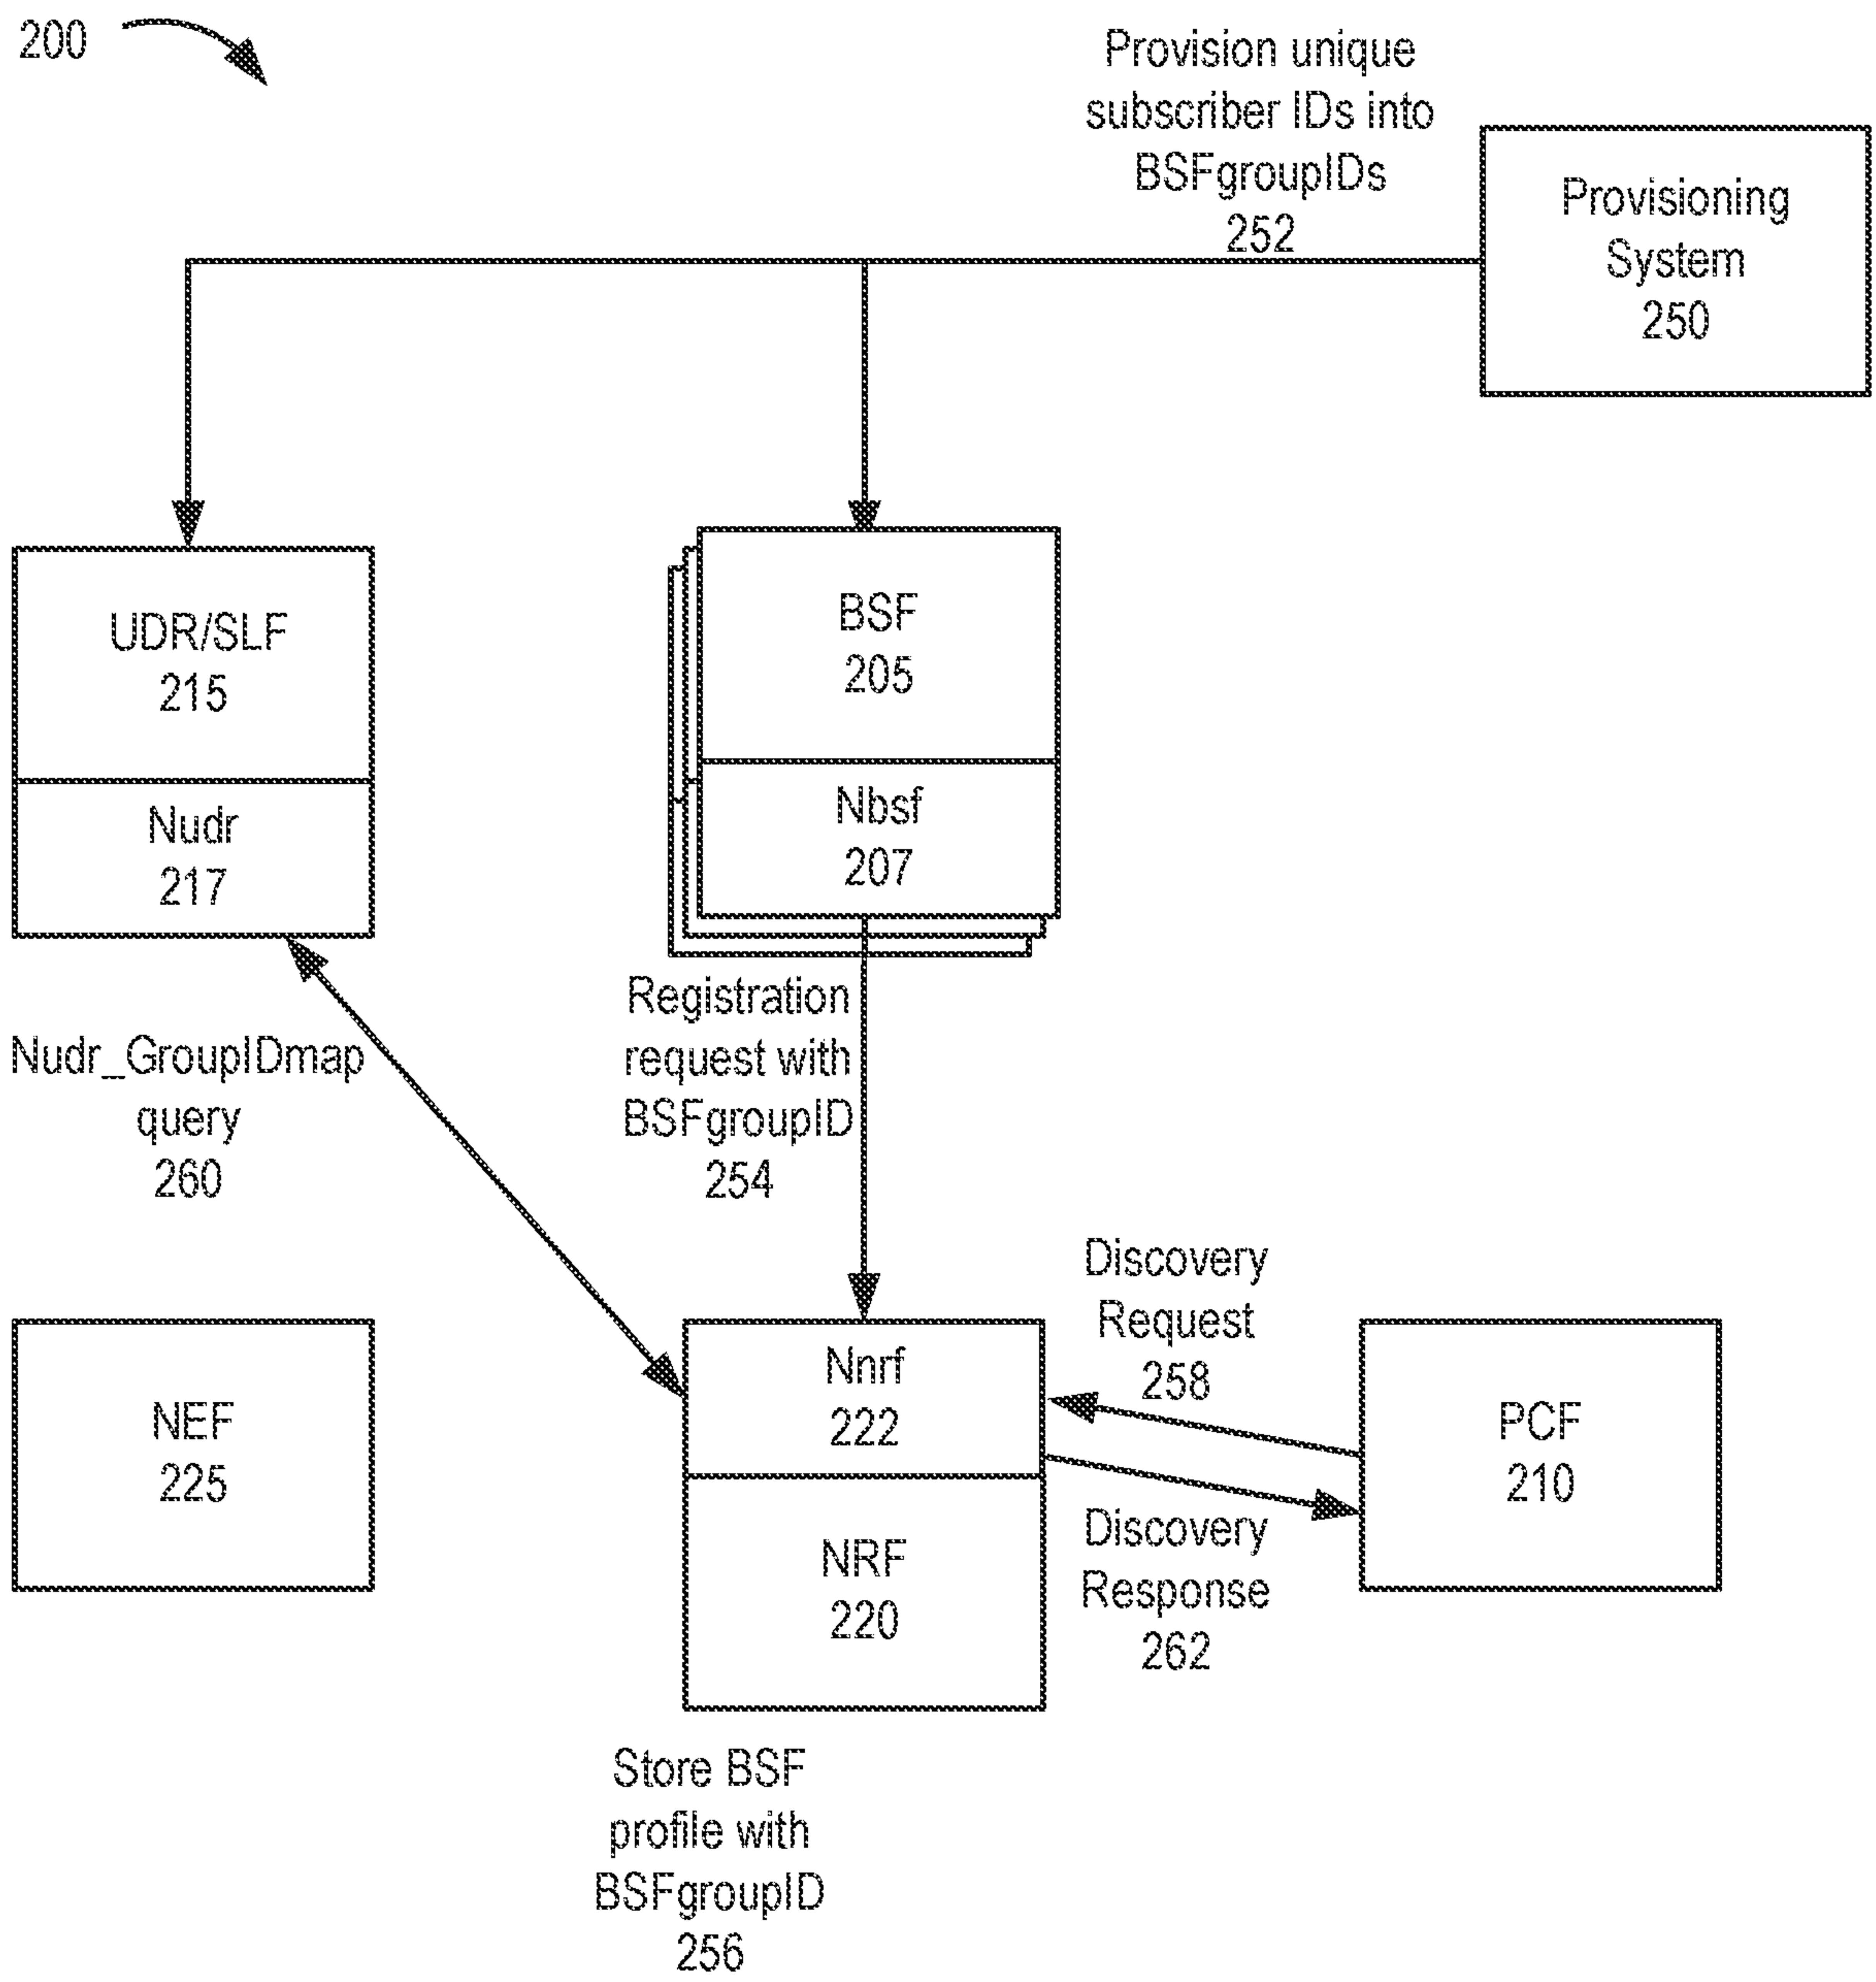 200
Provision unique
subscriber IDs into
BSFgroupIDs
252
Provisioning
System
250
UDR/SLF
215
Nudr
217
BSF
205
Nbsf
207
Nudr_GroupIDmap
query
260
Registration
request with
BSFgroupID
254
Discovery
Request
258
NEF
225
Nnrf
222
NRF
220
PCF
210
Discovery
Response
262
Store BSF
profile with
BSFgroupID
256